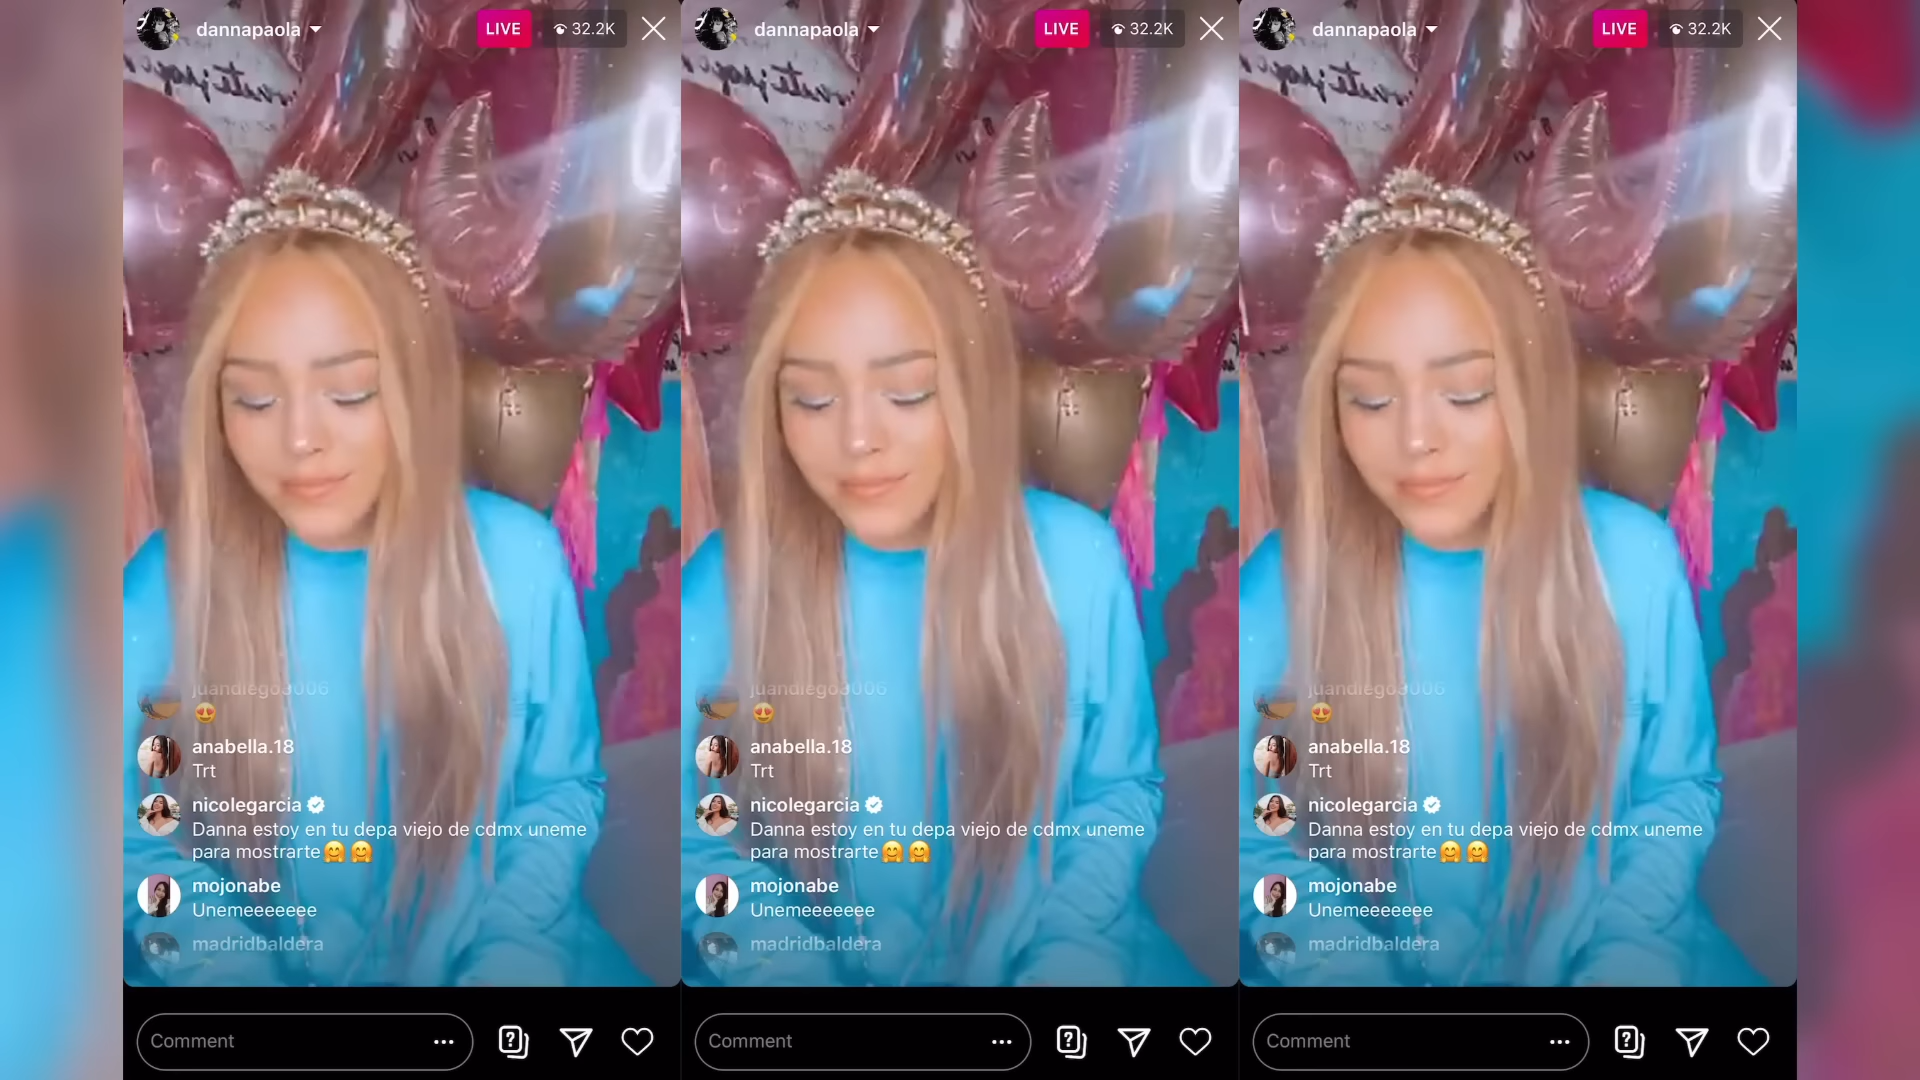 dannapaola
LIVE
32.2K
juandiego3006
😍
anabella.18
Trt
nicolegarcia
Danna estoy en tu depa viejo de cdmx uneme
para mostrarte🤗 🤗
mojonabe
Unemeeeeeee
madridbaldera
Comment
dannapaola
LIVE
32.2K
juandiego3006
😍
anabella.18
Trt
nicolegarcia
Danna estoy en tu depa viejo de cdmx uneme
para mostrarte🤗 🤗
mojonabe
Unemeeeeeee
madridbaldera
Comment
dannapaola
LIVE
32.2K
juandiego3006
😍
anabella.18
Trt
nicolegarcia
Danna estoy en tu depa viejo de cdmx uneme
para mostrarte🤗 🤗
mojonabe
Unemeeeeeee
madridbaldera
Comment